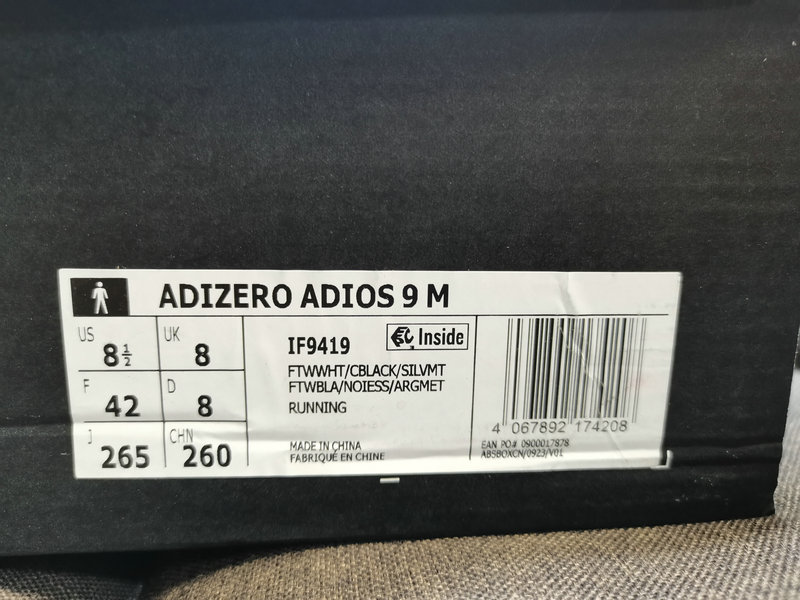 ADIZERO ADIOS 9 M
US 8½ UK 8
F 42 D 8
J 265 CHN 260
IF9419 Inside
FTWWHT/CBLACK/SILVMT
FTWBLA/NOIESS/ARGMET
RUNNING
MADE IN CHINA
FABRIQUÉ EN CHINE
4 067892 174208
EAN PO# 0900017878
ABSBOXCN/0923/V01